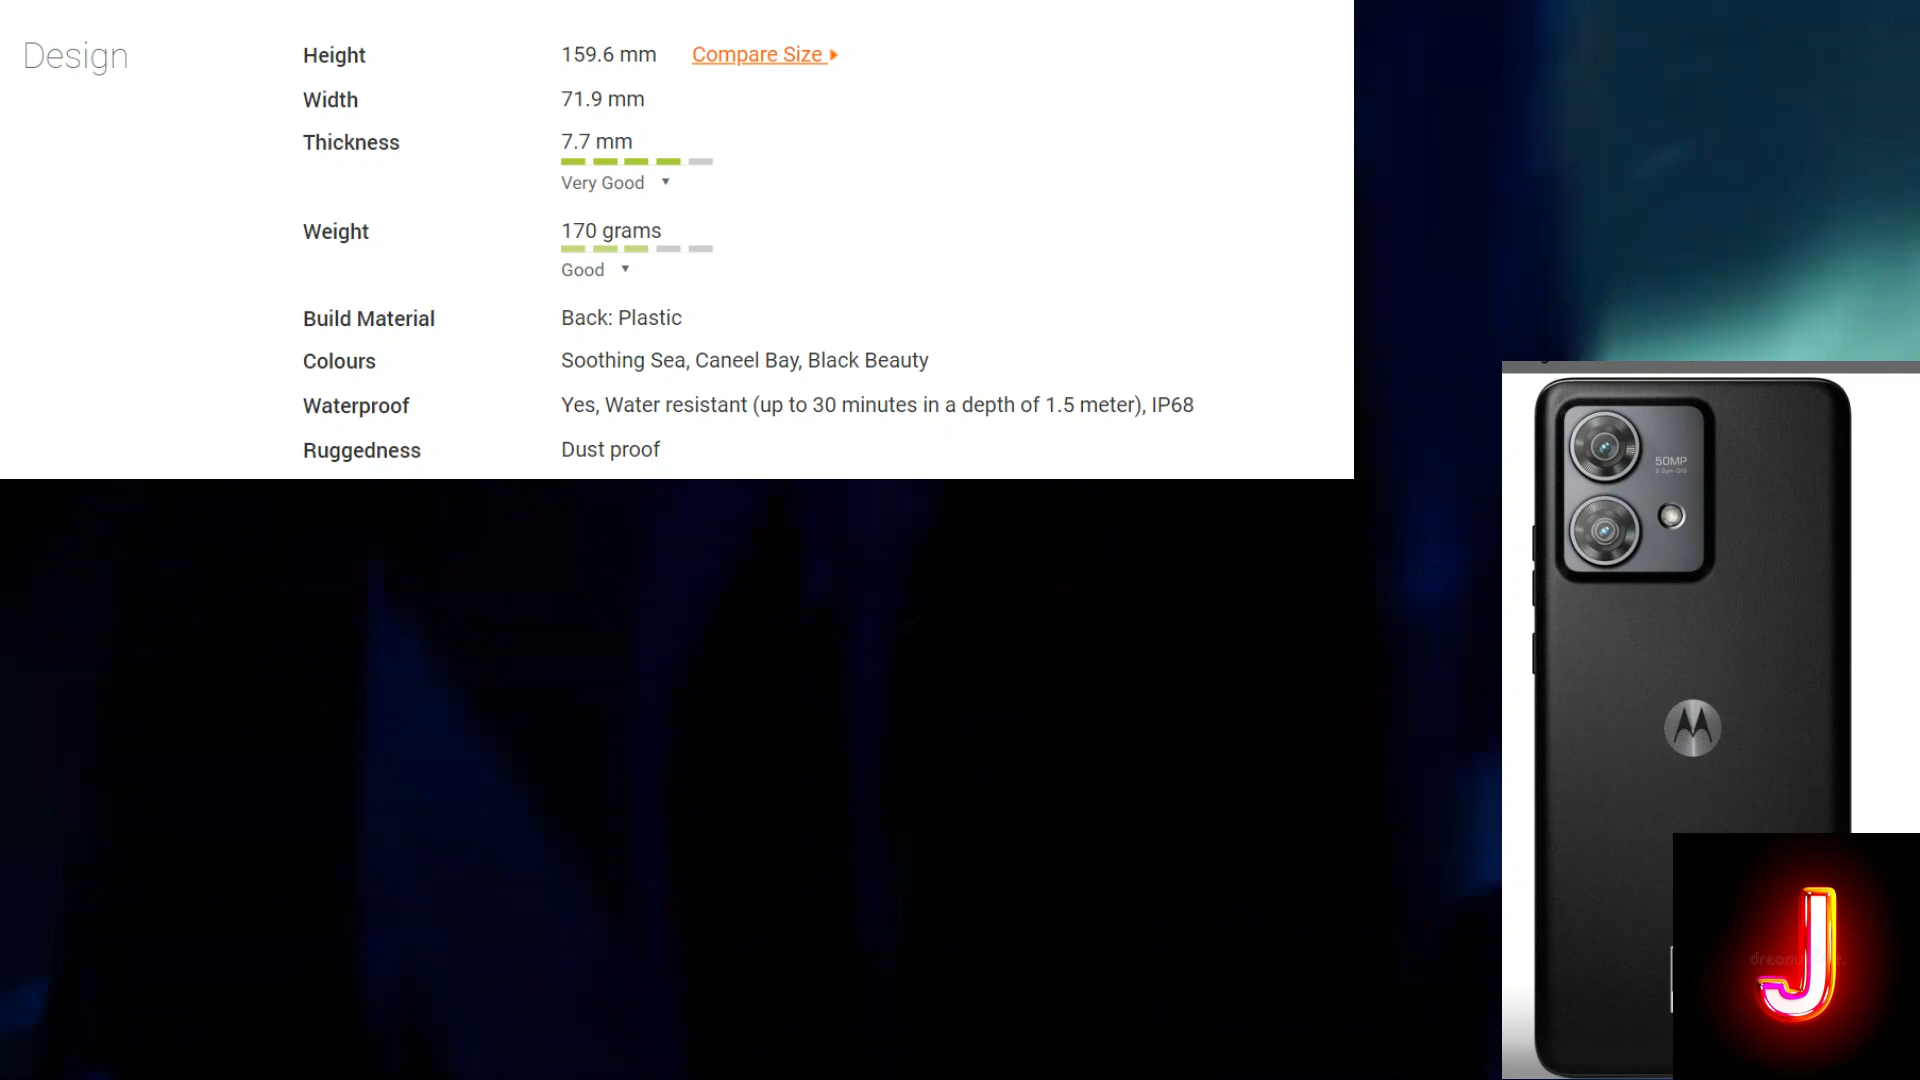 Design
Height 159.6 mm Compare Size
Width 71.9 mm
Thickness 7.7 mm
Very Good
Weight 170 grams
Good
Build Material Back: Plastic
Colours Soothing Sea, Caneel Bay, Black Beauty
Waterproof Yes, Water resistant (up to 30 minutes in a depth of 1.5 meter), IP68
Ruggedness Dust proof
50MP
J